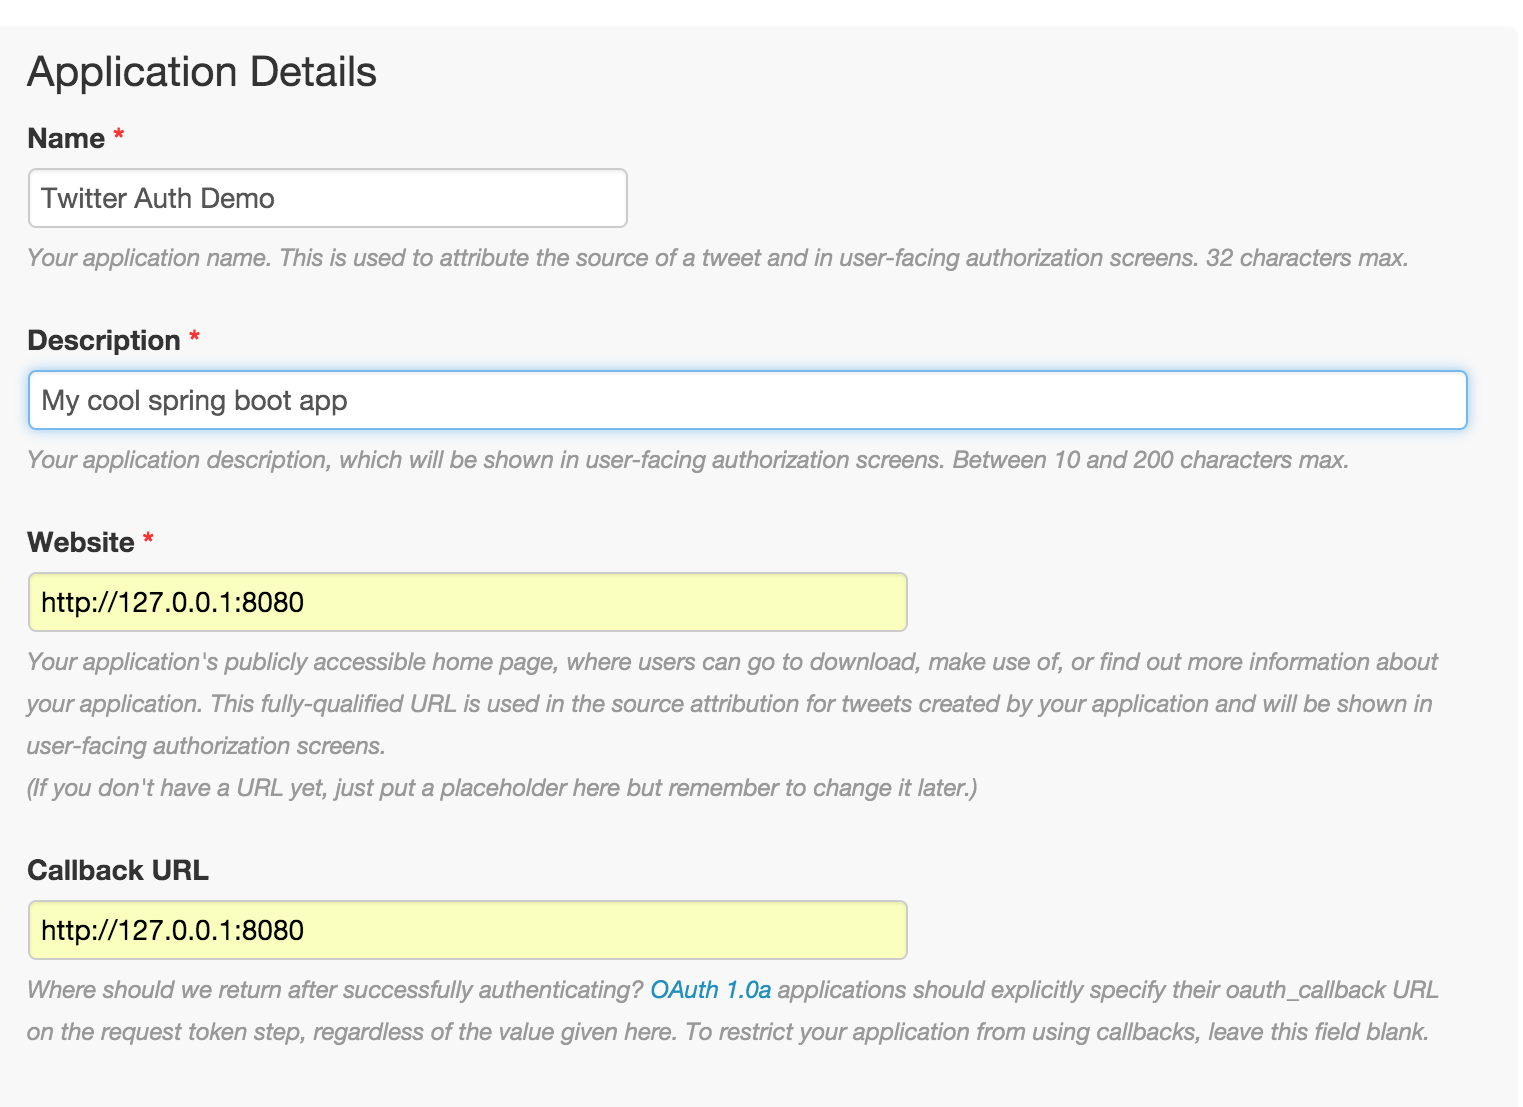 Application Details
Name *
Twitter Auth Demo
Your application name. This is used to attribute the source of a tweet and in user-facing authorization screens. 32 characters max.
Description *
My cool spring boot app
Your application description, which will be shown in user-facing authorization screens. Between 10 and 200 characters max.
Website *
http://127.0.0.1:8080
Your application's publicly accessible home page, where users can go to download, make use of, or find out more information about
your application. This fully-qualified URL is used in the source attribution for tweets created by your application and will be shown in
user-facing authorization screens.
(If you don't have a URL yet, just put a placeholder here but remember to change it later.)
Callback URL
http://127.0.0.1:8080
Where should we return after successfully authenticating? OAuth 1.0a applications should explicitly specify their oauth_callback URL
on the request token step, regardless of the value given here. To restrict your application from using callbacks, leave this field blank.